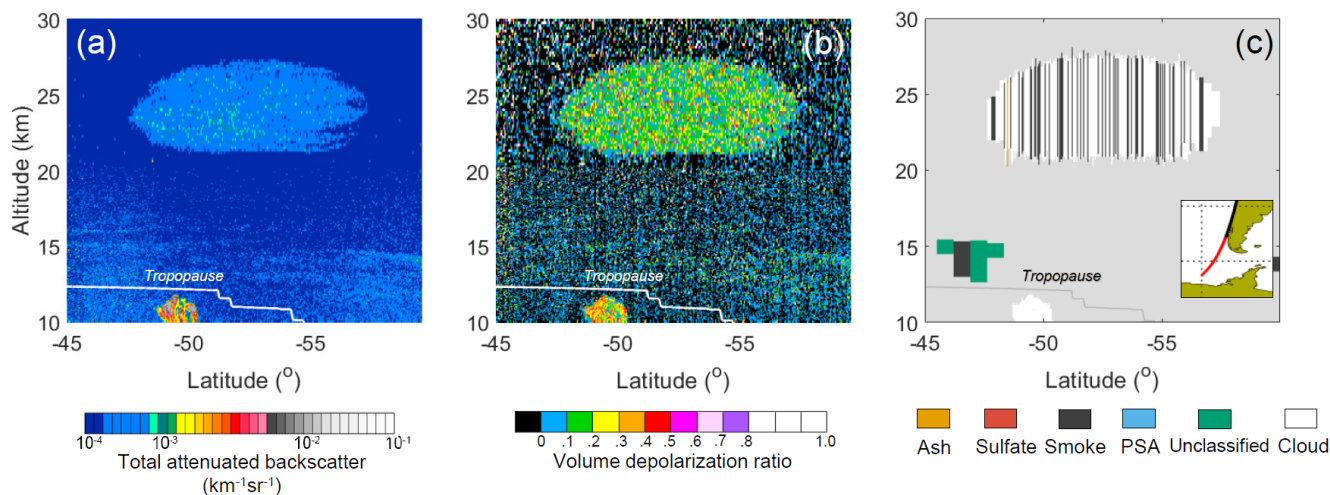 (a)
(b)
(c)
30
25
20
15
10
Altitude (km)
Tropopause
-45
-50
-55
Latitude (o)
30
25
20
15
10
Tropopause
-45
-50
-55
Latitude (o)
30
25
20
15
10
Tropopause
-45
-50
-55
Latitude (o)
10-4 10-3 10-2 10-1
Total attenuated backscatter
(km-1sr-1)
0 .1 .2 .3 .4 .5 .6 .7 .8 1.0
Volume depolarization ratio
Ash Sulfate Smoke PSA Unclassified Cloud